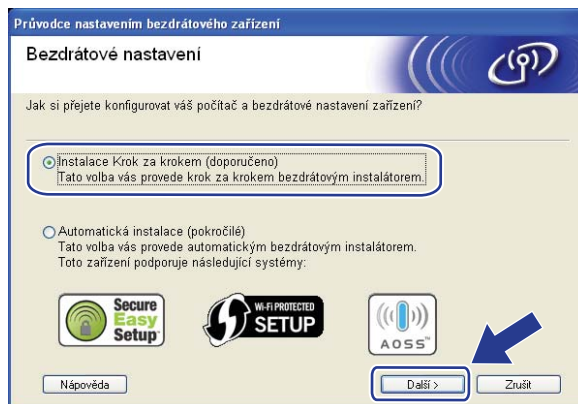 Průvodce nastavením bezdrátového zařízení
Bezdrátové nastavení
Jak si přejete konfigurovat váš počítač a bezdrátové nastavení zařízení?
Instalace Krok za krokem (doporučeno)
Tato volba vás provede krok za krokem bezdrátovým instalátorem.
Automatická instalace (pokročilé)
Tato volba vás provede automatickým bezdrátovým instalátorem.
Toto zařízení podporuje následující systémy:
Secure
Easy
Setup
Wi-Fi PROTECTED
SETUP
AOSS™
Nápověda
Další >
Zrušit